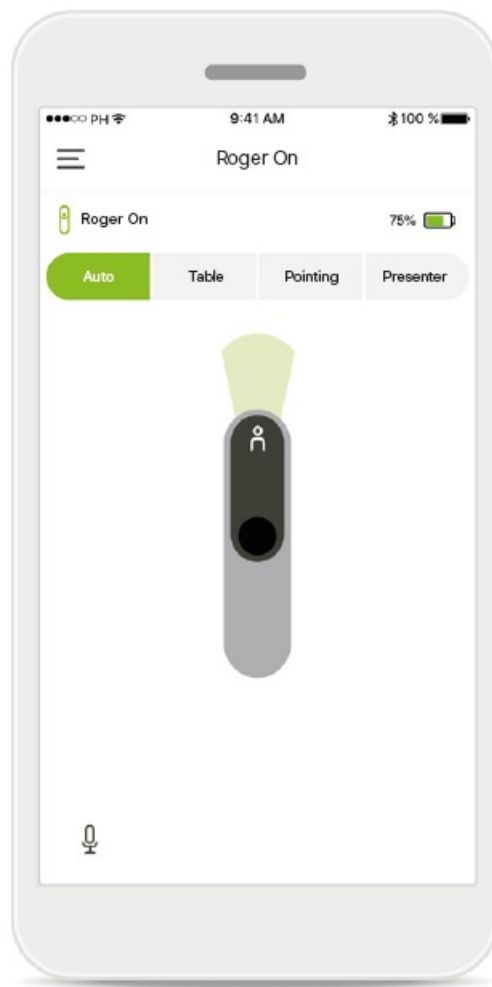 PH 9:41 AM 100 %
Roger On
Roger On 75%
Auto Table Pointing Presenter